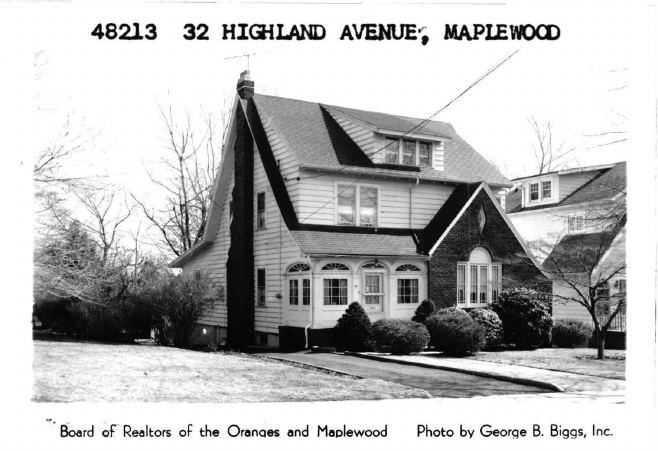 48213 32 HIGHLAND AVENUE, MAPLEWOOD
Board of Realtors of the Oranges and Maplewood Photo by George B. Biggs, Inc.